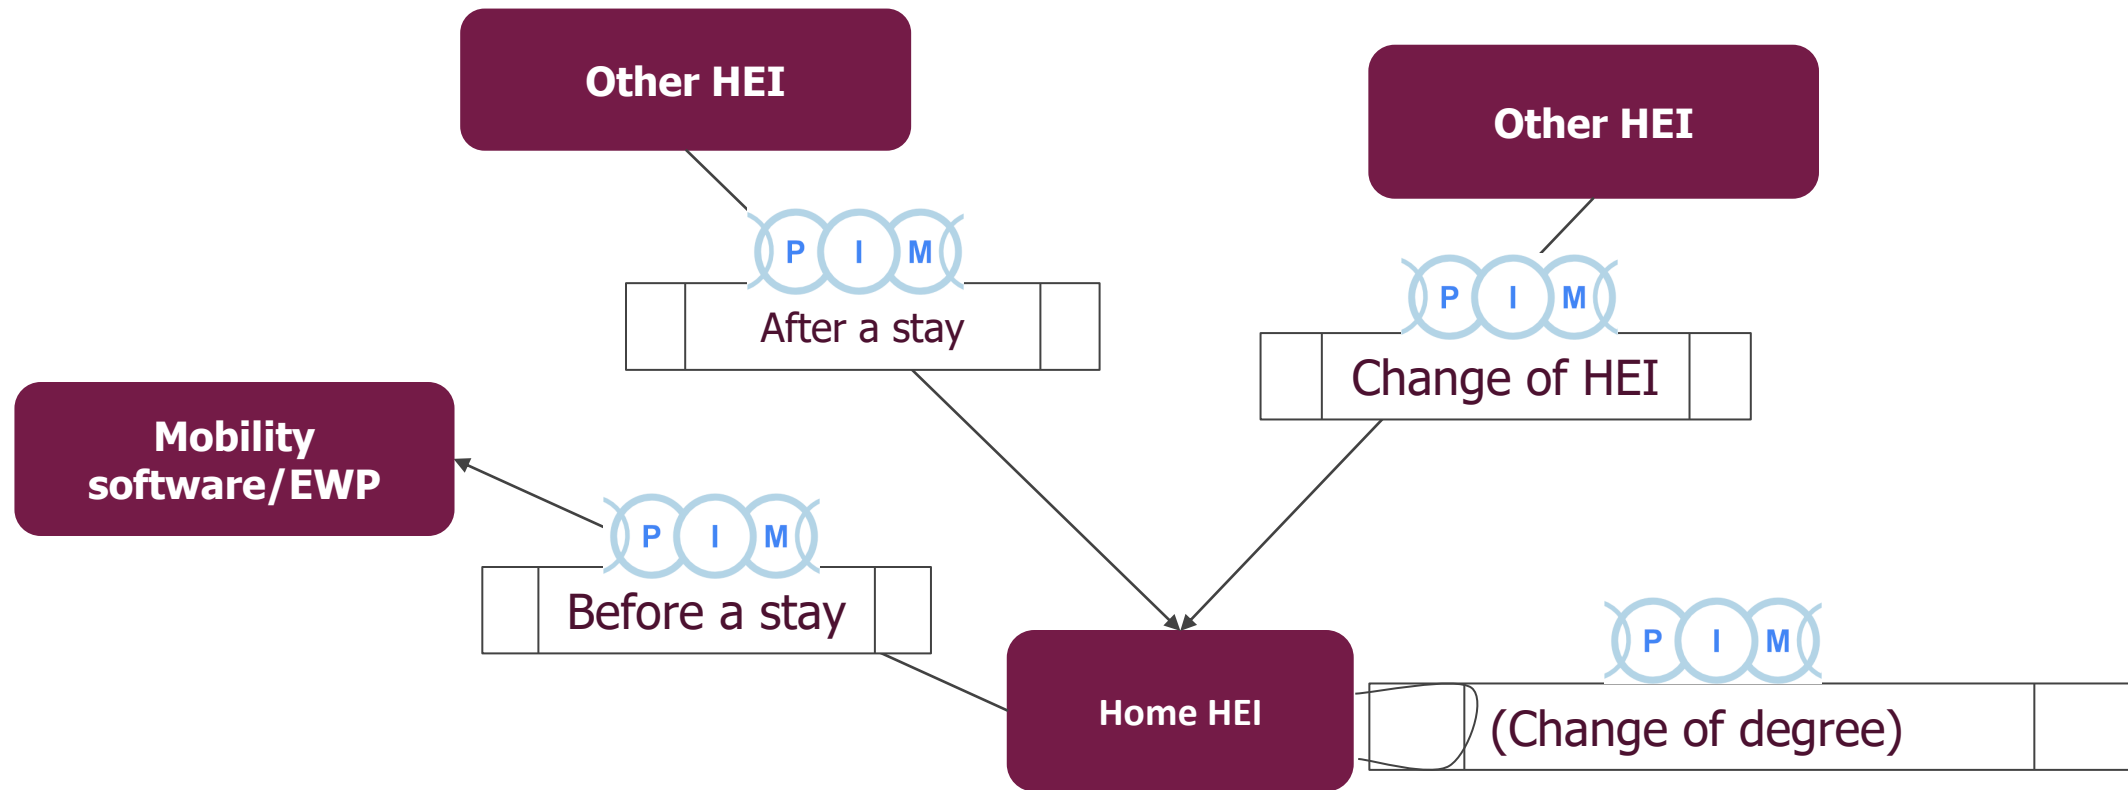 Other HEI
Other HEI
P I M
After a stay
P I M
Change of HEI
Mobility
software/EWP
P I M
Before a stay
Home HEI
P I M
(Change of degree)